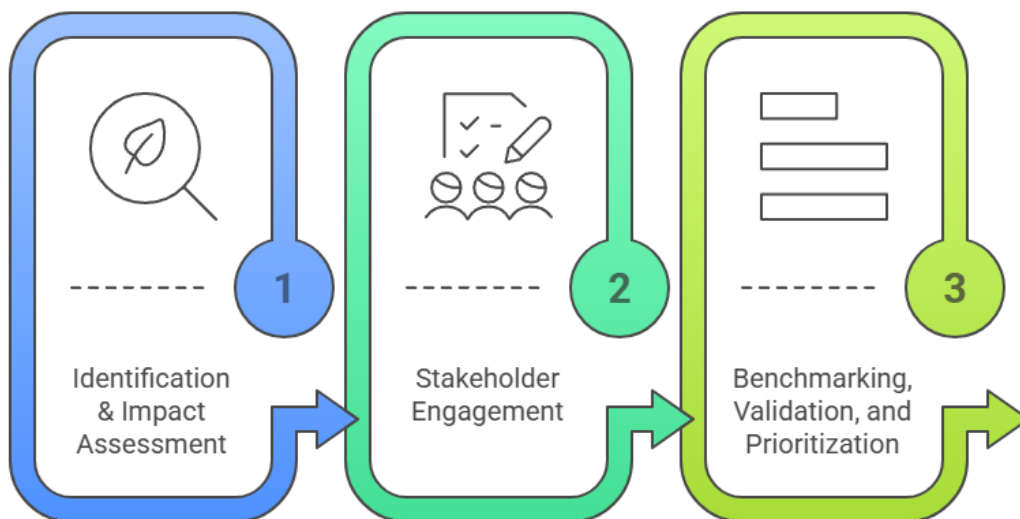 1
Identification
& Impact
Assessment
2
Stakeholder
Engagement
3
Benchmarking,
Validation, and
Prioritization